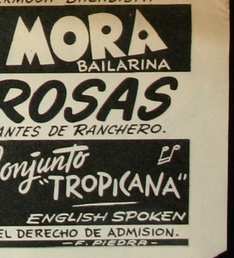 MORA
BAILARINA
ROSAS
ANTES DE RANCHERO.
Conjunto
"TROPICANA"
ENGLISH SPOKEN
EL DERECHO DE ADMISION.
-F. PIEDRA-